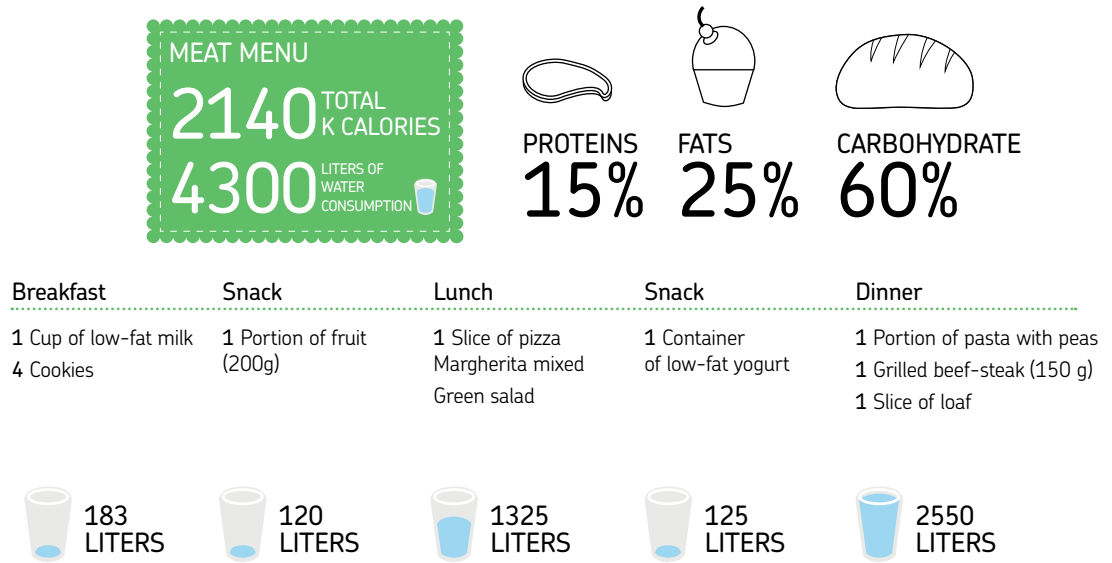 MEAT MENU
2140 TOTAL
K CALORIES
4300 LITERS OF
WATER
CONSUMPTION
PROTEINS
15%
FATS
25%
CARBOHYDRATE
60%
Breakfast
1 Cup of low-fat milk
4 Cookies
183
LITERS
Snack
1 Portion of fruit
(200g)
120
LITERS
Lunch
1 Slice of pizza
Margherita mixed
Green salad
1325
LITERS
Snack
1 Container
of low-fat yogurt
125
LITERS
Dinner
1 Portion of pasta with peas
1 Grilled beef-steak (150 g)
1 Slice of loaf
2550
LITERS